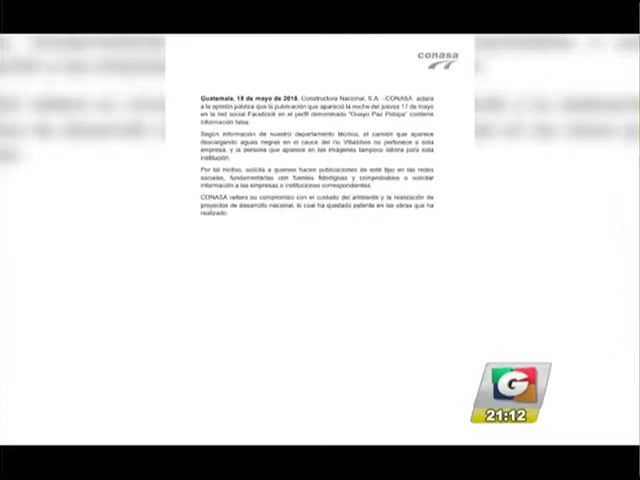 conasa
Guatemala, 18 de mayo de 2018. Constructora Nacional, S.A. –CONASA- aclara
a la opinión pública que la publicación que apareció la noche del jueves 17 de mayo
en la red social Facebook en el perfil denominado "Guayo Paz Petapa" contiene
información falsa.
Según información de nuestro departamento técnico, el camión que aparece
descargando aguas negras en el cauce del río Villalobos no pertenece a esta
empresa, y la persona que aparece en las imágenes tampoco labora para esta
institución.
Por tal motivo, solicita a quienes hacen publicaciones de este tipo en las redes
sociales, fundamentarlas con fuentes fidedignas y comprobables o solicitar
información a las empresas o instituciones correspondientes.
CONASA reitera su compromiso con el cuidado del ambiente y la realización de
proyectos de desarrollo nacional, lo cual ha quedado patente en las obras que ha
realizado.
G
21:12